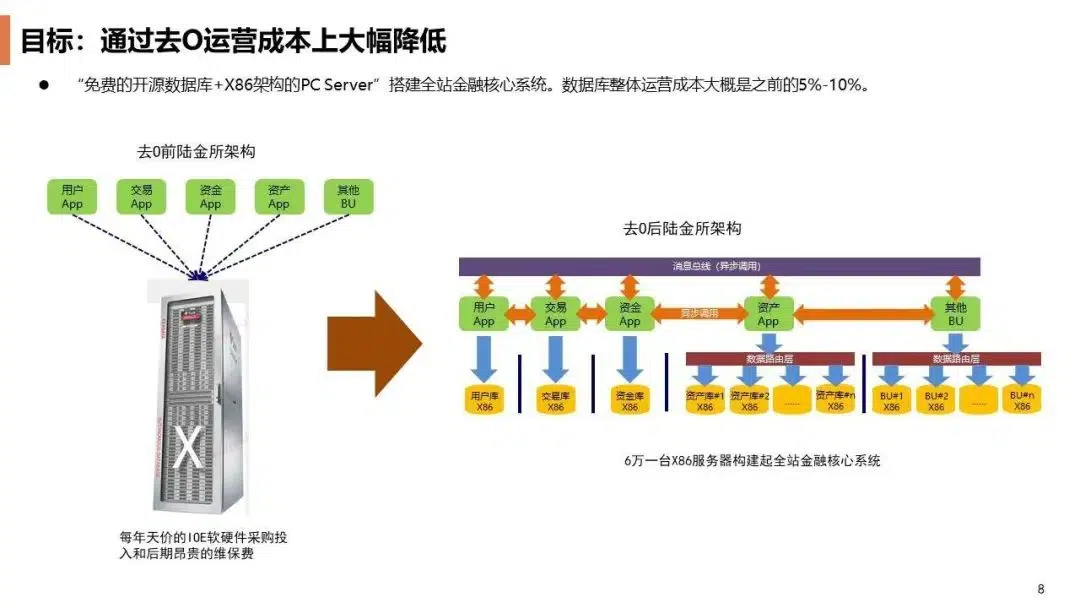 目标：通过去O运营成本上大幅降低
“免费的开源数据库+X86架构的PC Server”搭建全站金融核心系统。数据库整体运营成本大概是之前的5%-10%。
去O前陆金所架构
用户
App
交易
App
资金
App
资产
App
其他
BU
X
每年天价的IOE软硬件采购投
入和后期昂贵的维保费
去O后陆金所架构
消息总线（异步调用）
用户
App
交易
App
资金
App
同步调用
资产
App
其他
BU
数据路由层
数据路由层
用户库
X86
交易库
X86
资金库
X86
资产库#1
X86
资产库#2
X86
......
资产库#n
X86
BU#1
X86
BU#2
X86
......
BU#n
X86
6万一台X86服务器构建起全站金融核心系统
8